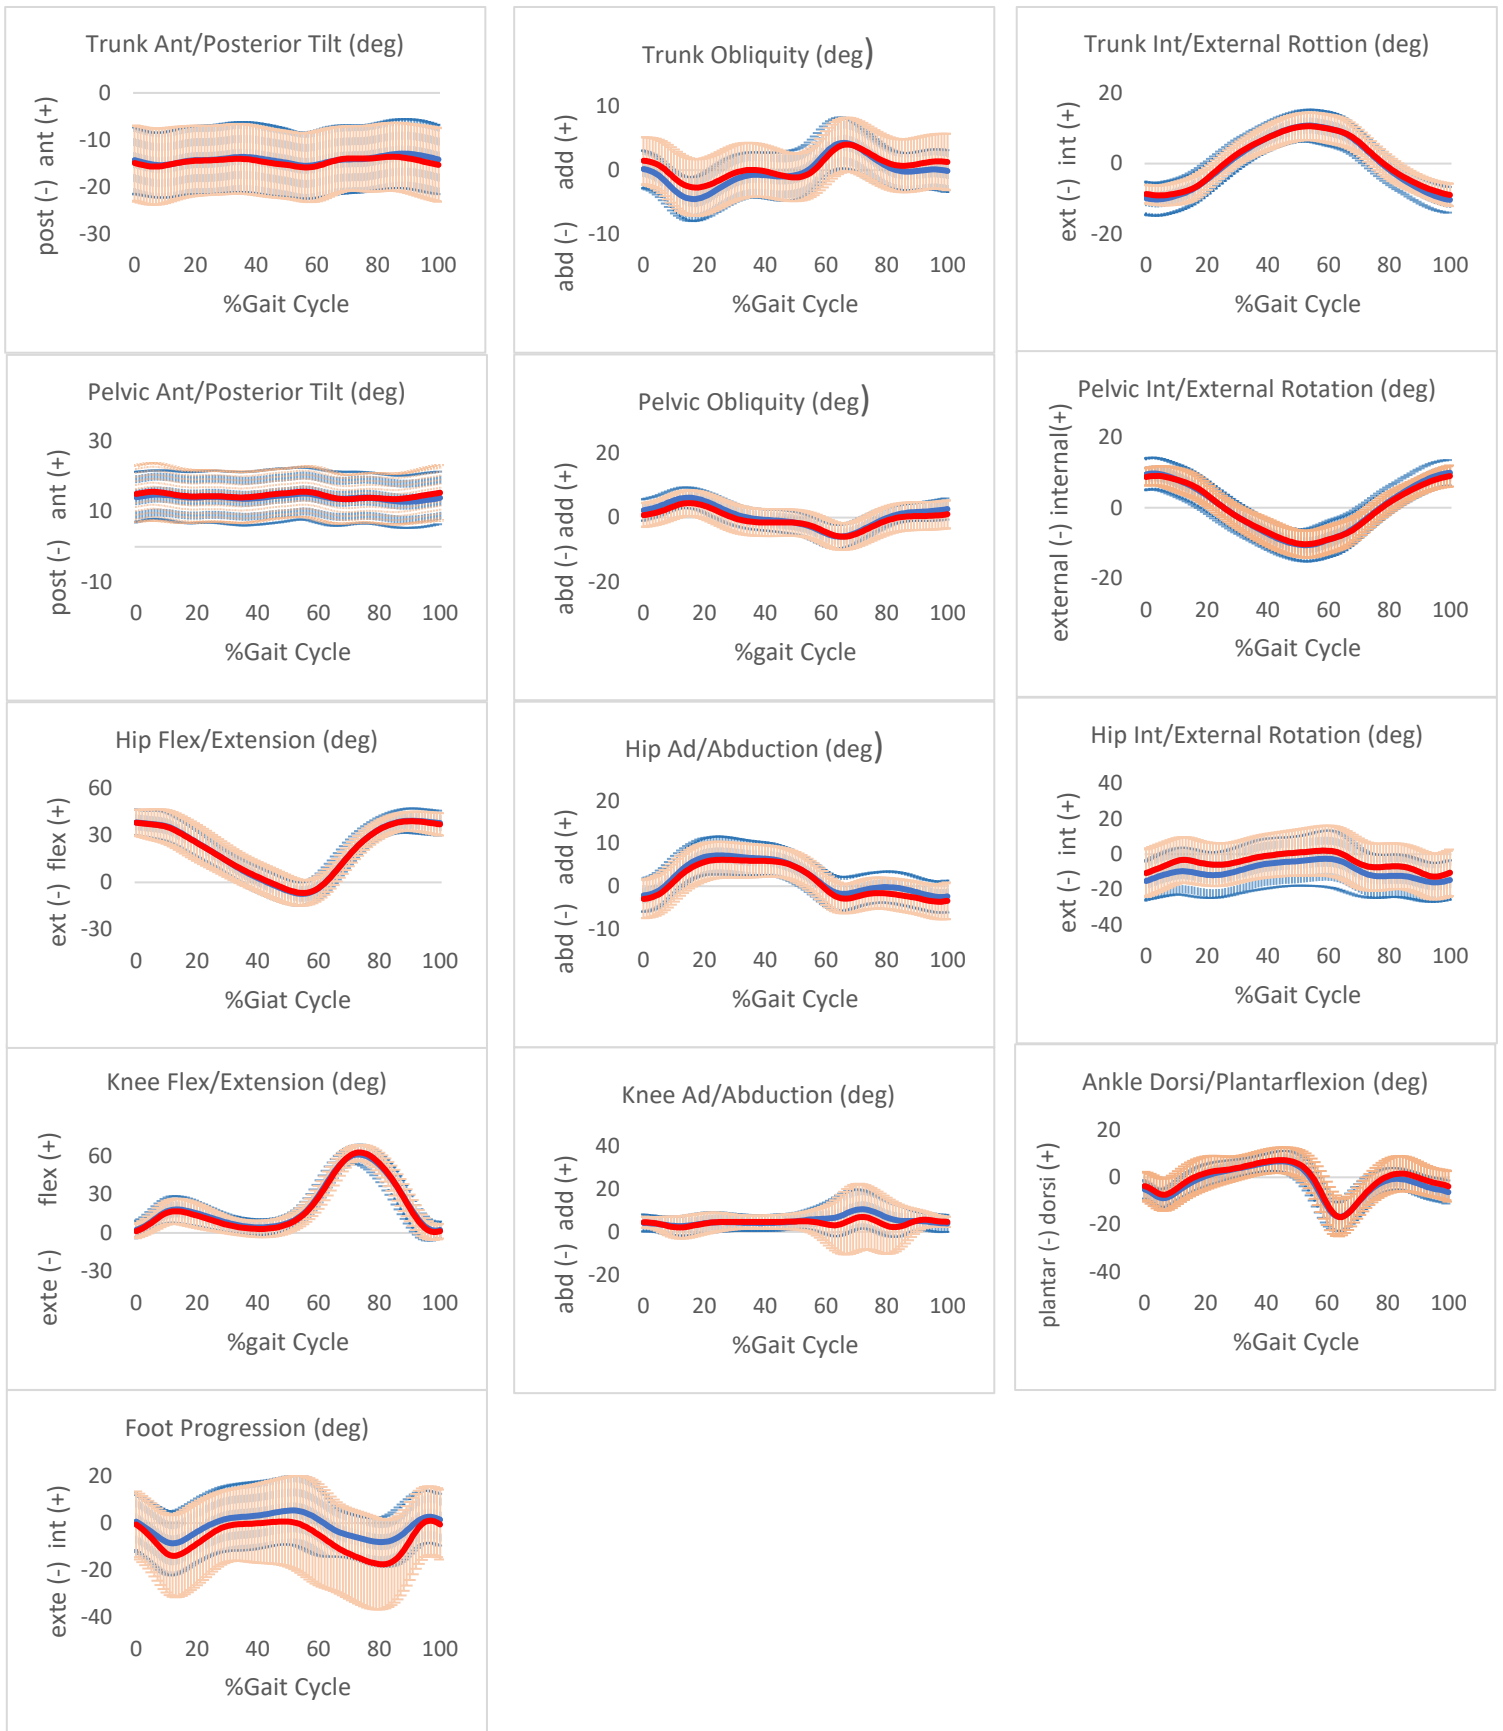 Trunk Ant/Posterior Tilt (deg)
post (-) ant (+)
0
-10
-20
-30
0 20 40 60 80 100
%Gait Cycle
Trunk Obliquity (deg)
abd (-) add (+)
10
0
-10
0 20 40 60 80 100
%Gait Cycle
Trunk Int/External Rottion (deg)
ext (-) int (+)
20
0
-20
0 20 40 60 80 100
%Gait Cycle
Pelvic Ant/Posterior Tilt (deg)
post (-) ant (+)
30
10
-10
0 20 40 60 80 100
%Gait Cycle
Pelvic Obliquity (deg)
abd (-) add (+)
20
0
-20
0 20 40 60 80 100
%gait Cycle
Pelvic Int/External Rotation (deg)
external (-) internal(+)
20
0
-20
0 20 40 60 80 100
%Gait Cycle
Hip Flex/Extension (deg)
ext (-) flex (+)
60
30
0
-30
0 20 40 60 80 100
%Giat Cycle
Hip Ad/Abduction (deg)
abd (-) add (+)
20
10
0
-10
0 20 40 60 80 100
%Gait Cycle
Hip Int/External Rotation (deg)
ext (-) int (+)
40
20
0
-20
-40
0 20 40 60 80 100
%Gait Cycle
Knee Flex/Extension (deg)
exte (-) flex (+)
60
30
0
-30
0 20 40 60 80 100
%gait Cycle
Knee Ad/Abduction (deg)
abd (-) add (+)
40
20
0
-20
0 20 40 60 80 100
%Gait Cycle
Ankle Dorsi/Plantarflexion (deg)
plantar (-) dorsi (+)
20
0
-20
-40
0 20 40 60 80 100
%Gait Cycle
Foot Progression (deg)
exte (-) int (+)
20
0
-20
-40
0 20 40 60 80 100
%Gait Cycle